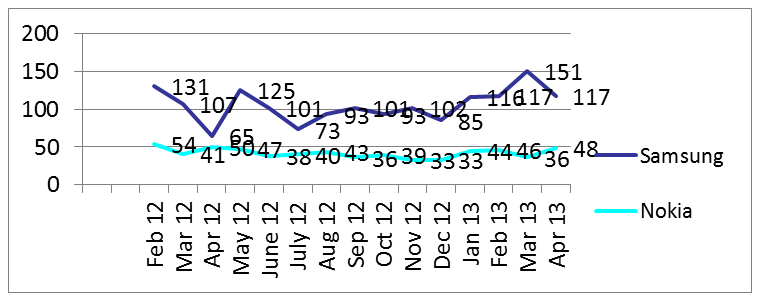 200
150
100
50
0
131 107 65 125 101 73 93 101 93 102 85 116 117 151 117
54 41 50 47 38 40 43 36 39 33 33 44 46 36 48
Samsung
Nokia
Feb 12
Mar 12
Apr 12
May 12
June 12
July 12
Aug 12
Sep 12
Oct 12
Nov 12
Dec 12
Jan 13
Feb 13
Mar 13
Apr 13